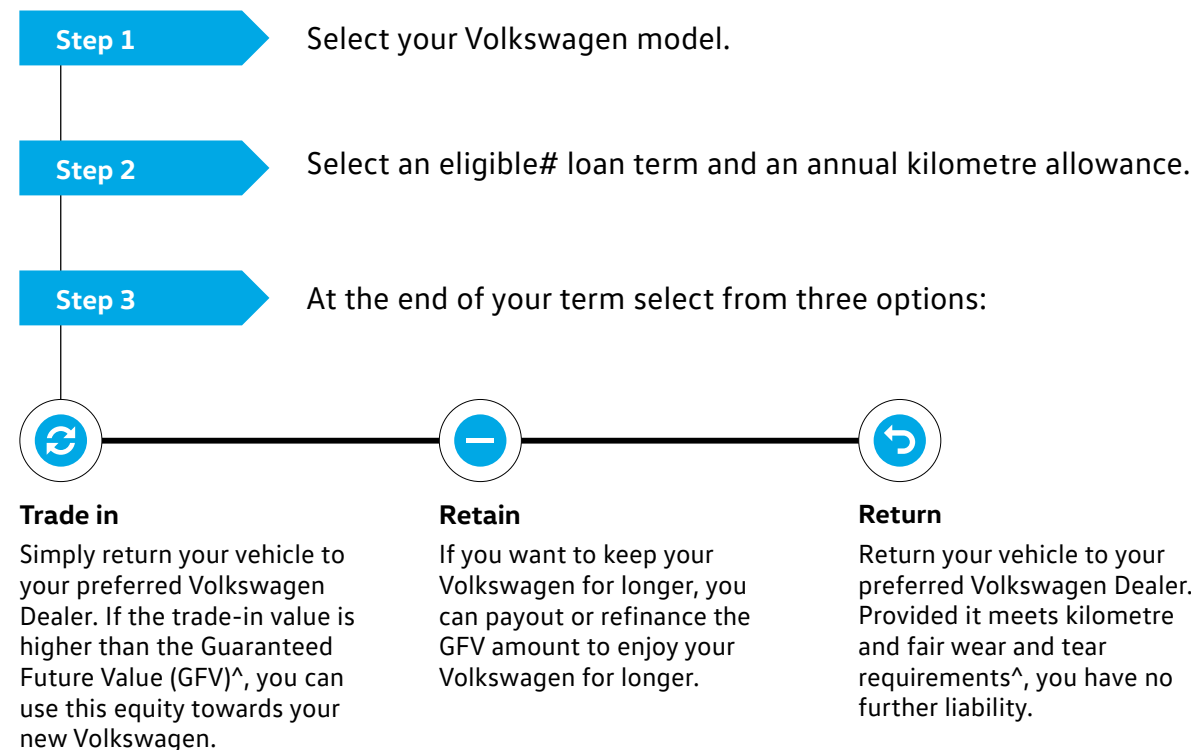 Step 1
Select your Volkswagen model.
Step 2
Select an eligible# loan term and an annual kilometre allowance.
Step 3
At the end of your term select from three options:
Trade in
Simply return your vehicle to
your preferred Volkswagen
Dealer. If the trade-in value is
higher than the Guaranteed
Future Value (GFV)^, you can
use this equity towards your
new Volkswagen.
Retain
If you want to keep your
Volkswagen for longer, you
can payout or refinance the
GFV amount to enjoy your
Volkswagen for longer.
Return
Return your vehicle to your
preferred Volkswagen Dealer.
Provided it meets kilometre
and fair wear and tear
requirements^, you have no
further liability.